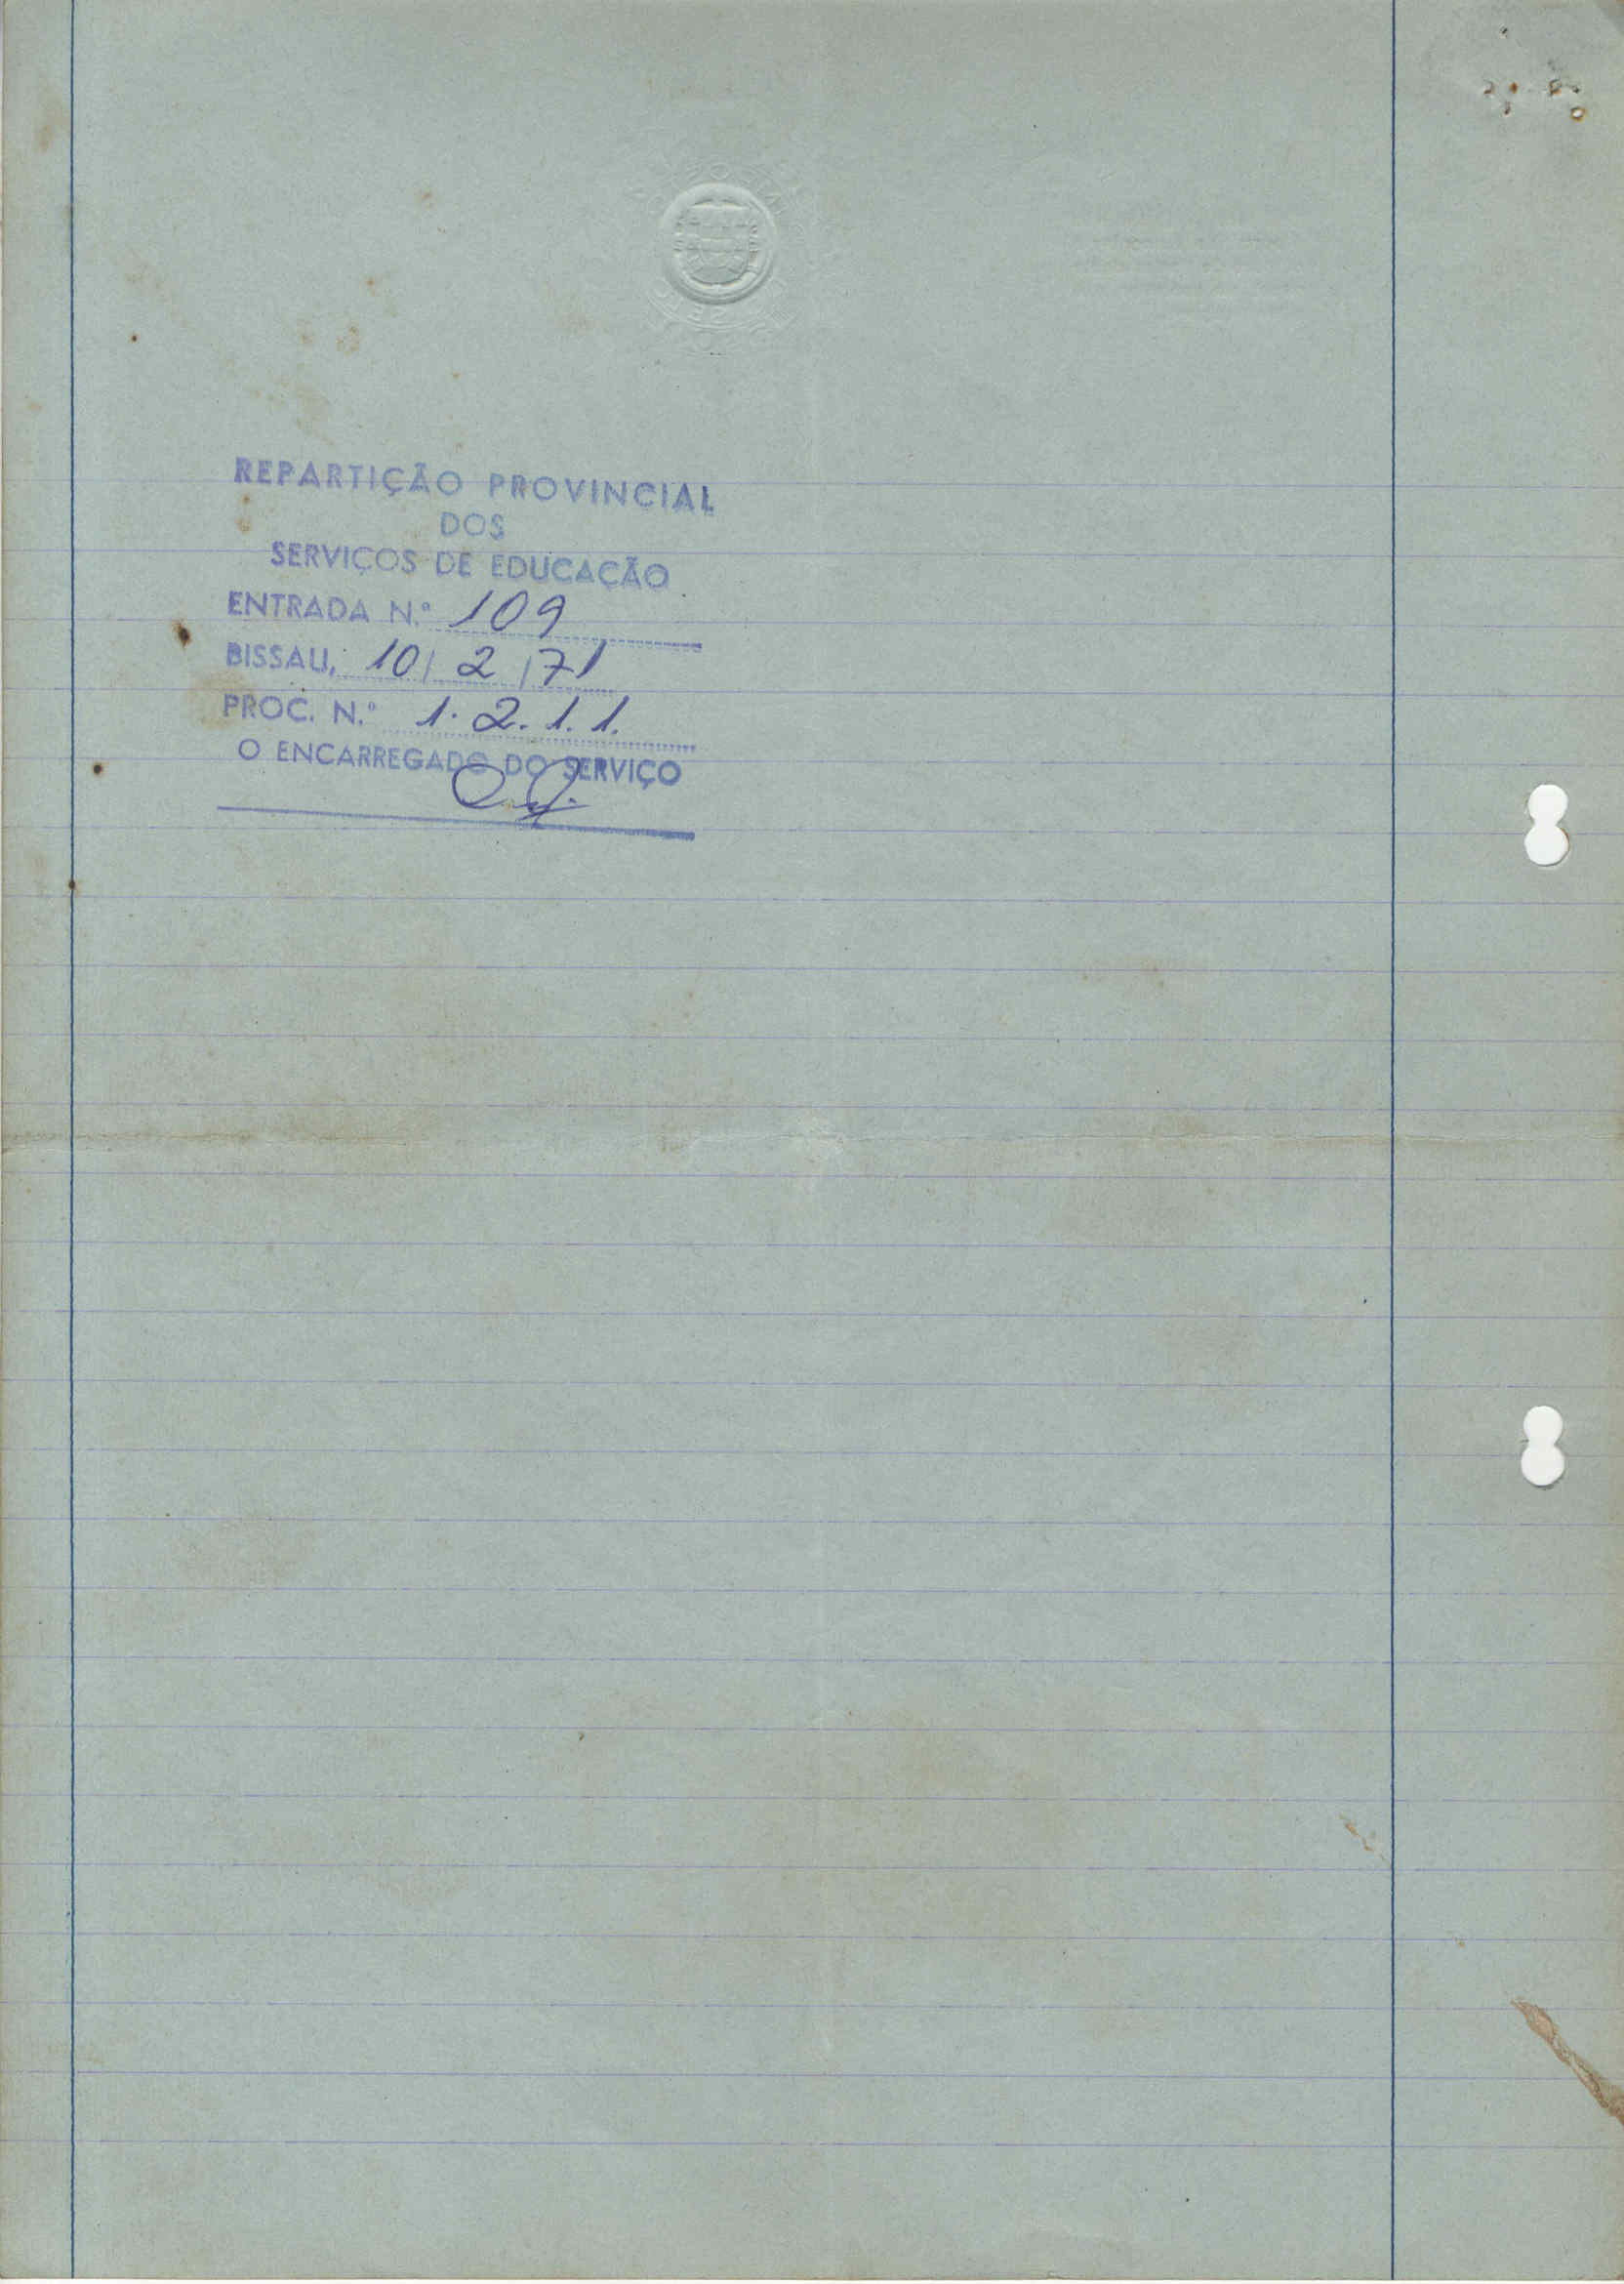 REPARTIÇÃO PROVINCIAL
DOS
SERVIÇOS DE EDUCAÇÃO
ENTRADA N.º 109
BISSAU, 10/2/71
PROC. N.º 1.2.1.1.
O ENCARREGADO DO SERVIÇO